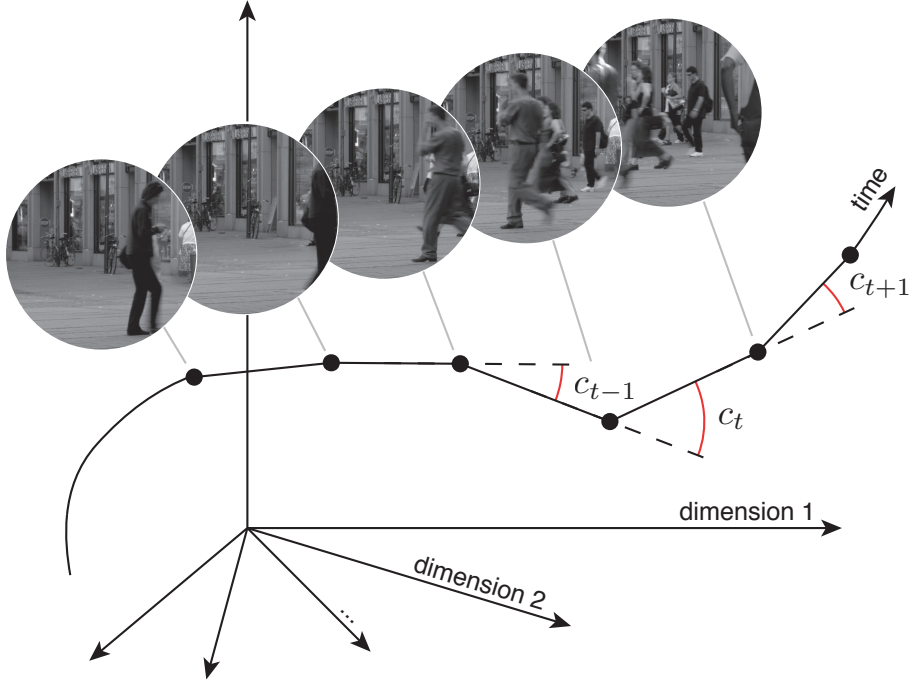 time
c_{t+1}
c_{t−1}
c_t
dimension 1
dimension 2
...